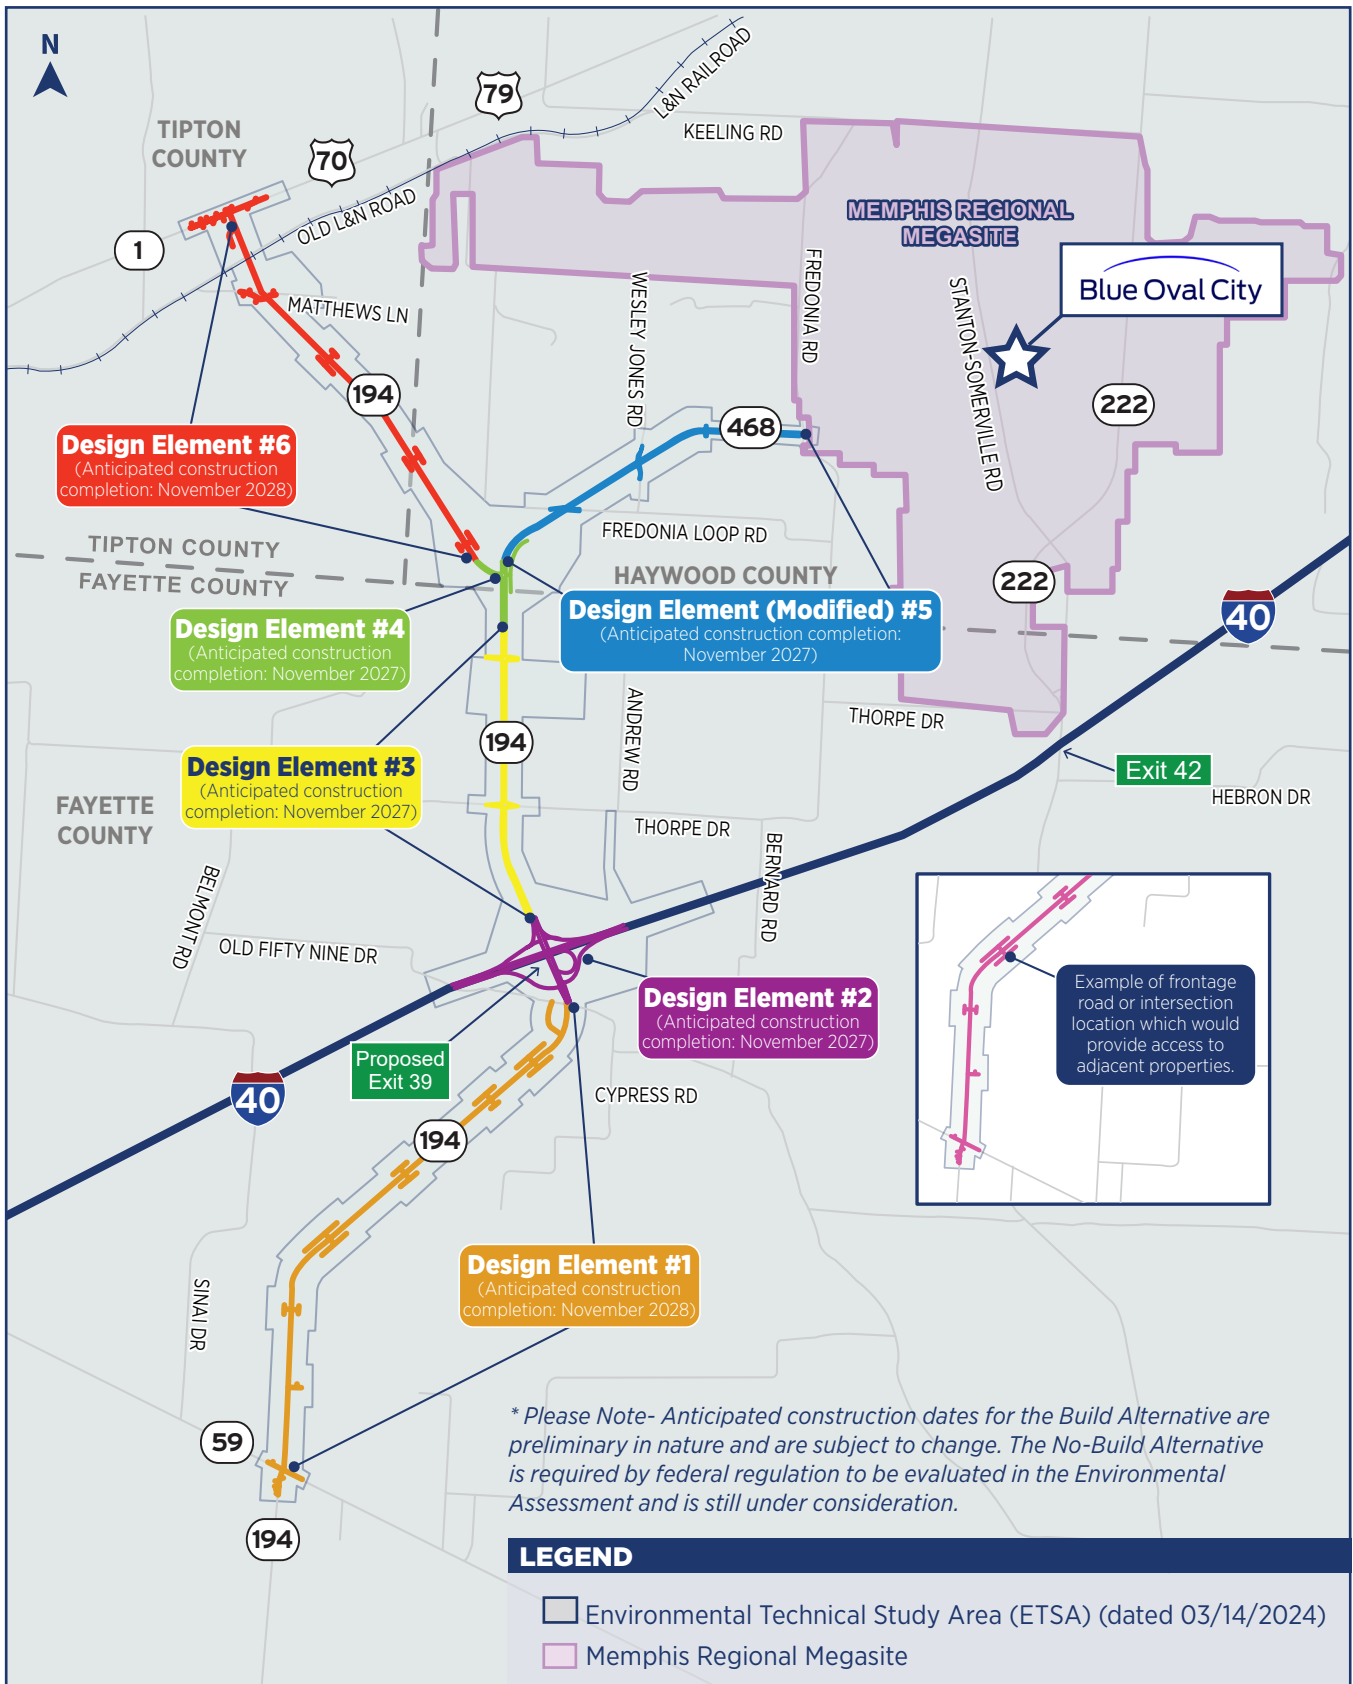 N
79
L&N RAILROAD
KEELING RD
TIPTON
COUNTY
70
OLD L&N ROAD
1
MEMPHIS REGIONAL
MEGASITE
Blue Oval City
MATTHEWS LN
WESLEY JONES RD
FREDONIA RD
STANTON-SOMERVILLE RD
194
222
468
Design Element #6
(Anticipated construction
completion: November 2028)
FREDONIA LOOP RD
TIPTON COUNTY
FAYETTE COUNTY
HAYWOOD COUNTY
222
40
Design Element (Modified) #5
(Anticipated construction completion:
November 2027)
Design Element #4
(Anticipated construction
completion: November 2027)
ANDREW RD
THORPE DR
194
Design Element #3
(Anticipated construction
completion: November 2027)
Exit 42
HEBRON DR
FAYETTE
COUNTY
THORPE DR
BERNARD RD
BELMONT RD
OLD FIFTY NINE DR
Design Element #2
(Anticipated construction
completion: November 2027)
Example of frontage
road or intersection
location which would
provide access to
adjacent properties.
Proposed
Exit 39
40
CYPRESS RD
194
Design Element #1
(Anticipated construction
completion: November 2028)
SINAI DR
59
194
* Please Note- Anticipated construction dates for the Build Alternative are
preliminary in nature and are subject to change. The No-Build Alternative
is required by federal regulation to be evaluated in the Environmental
Assessment and is still under consideration.
LEGEND
Environmental Technical Study Area (ETSA) (dated 03/14/2024)
Memphis Regional Megasite